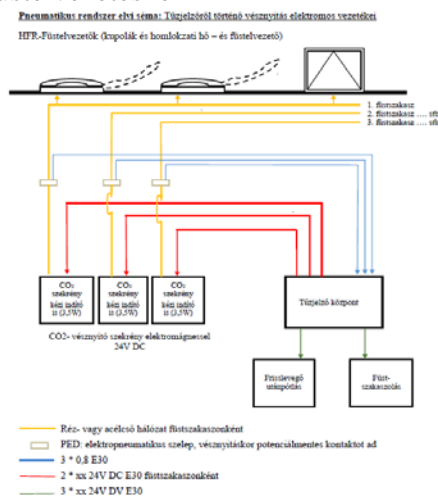 Pneumatikus rendszer elvi séma: Tűzjelzőről történő vésznyitás elektromos vezetékei
HFR-Füstelvezetők (kupolák és homlokzati hő – és füstelvezető)
1. füstszakasz
2. füstszakasz .... stb
3. füstszakasz .... stb
CO2 szekrény kézi indító is (3,5W)
CO2 szekrény kézi indító is (3,5W)
CO2 szekrény kézi indító is (3,5W)
Tűzjelző központ
CO2- vésznyitó szekrény elektromágnessel
24V DC
Frisslevegő utánpótlás
Füst-szakaszolás
Réz- vagy acélcső hálózat füstszakaszonként
PED: elektropneumatikus szelep, vésznyitáskor potenciálmentes kontaktot ad
3 * 0,8 E30
2 * xx 24V DC E30 füstszakaszonként
3 * xx 24V DV E30